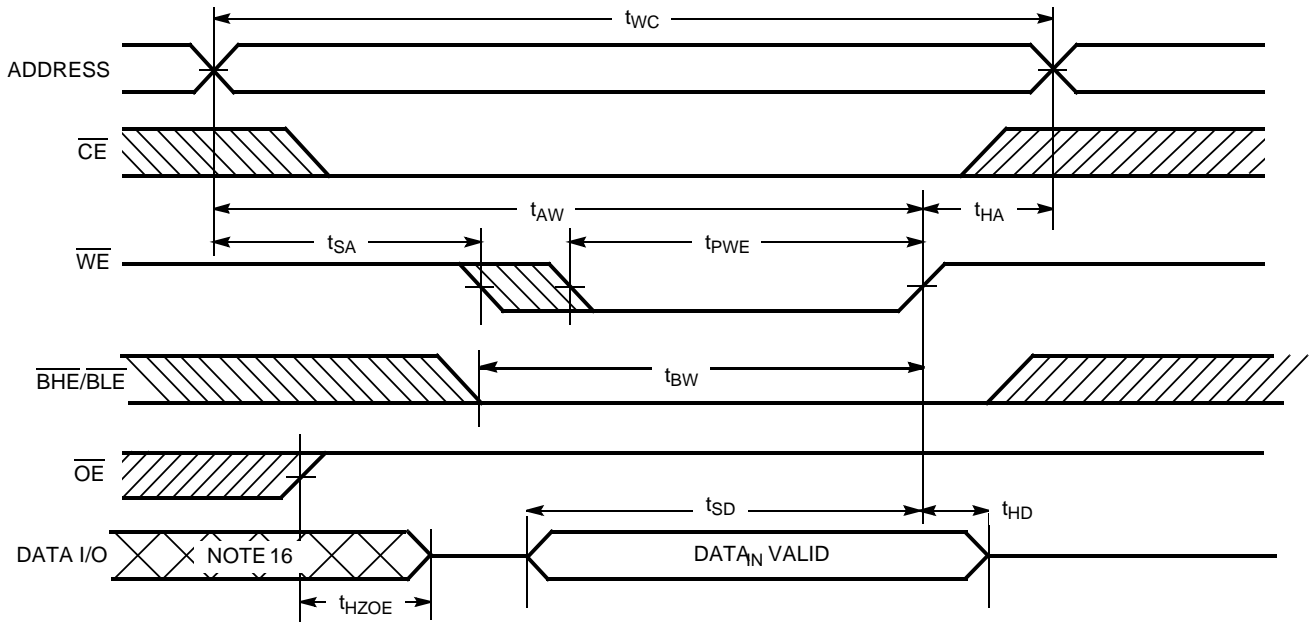 tWC
ADDRESS
CE
tAW
tHA
tSA
tPWE
WE
tBW
BHE/BLE
OE
tSD
tHD
DATA I/O
NOTE 16
DATAIN VALID
tHZOE